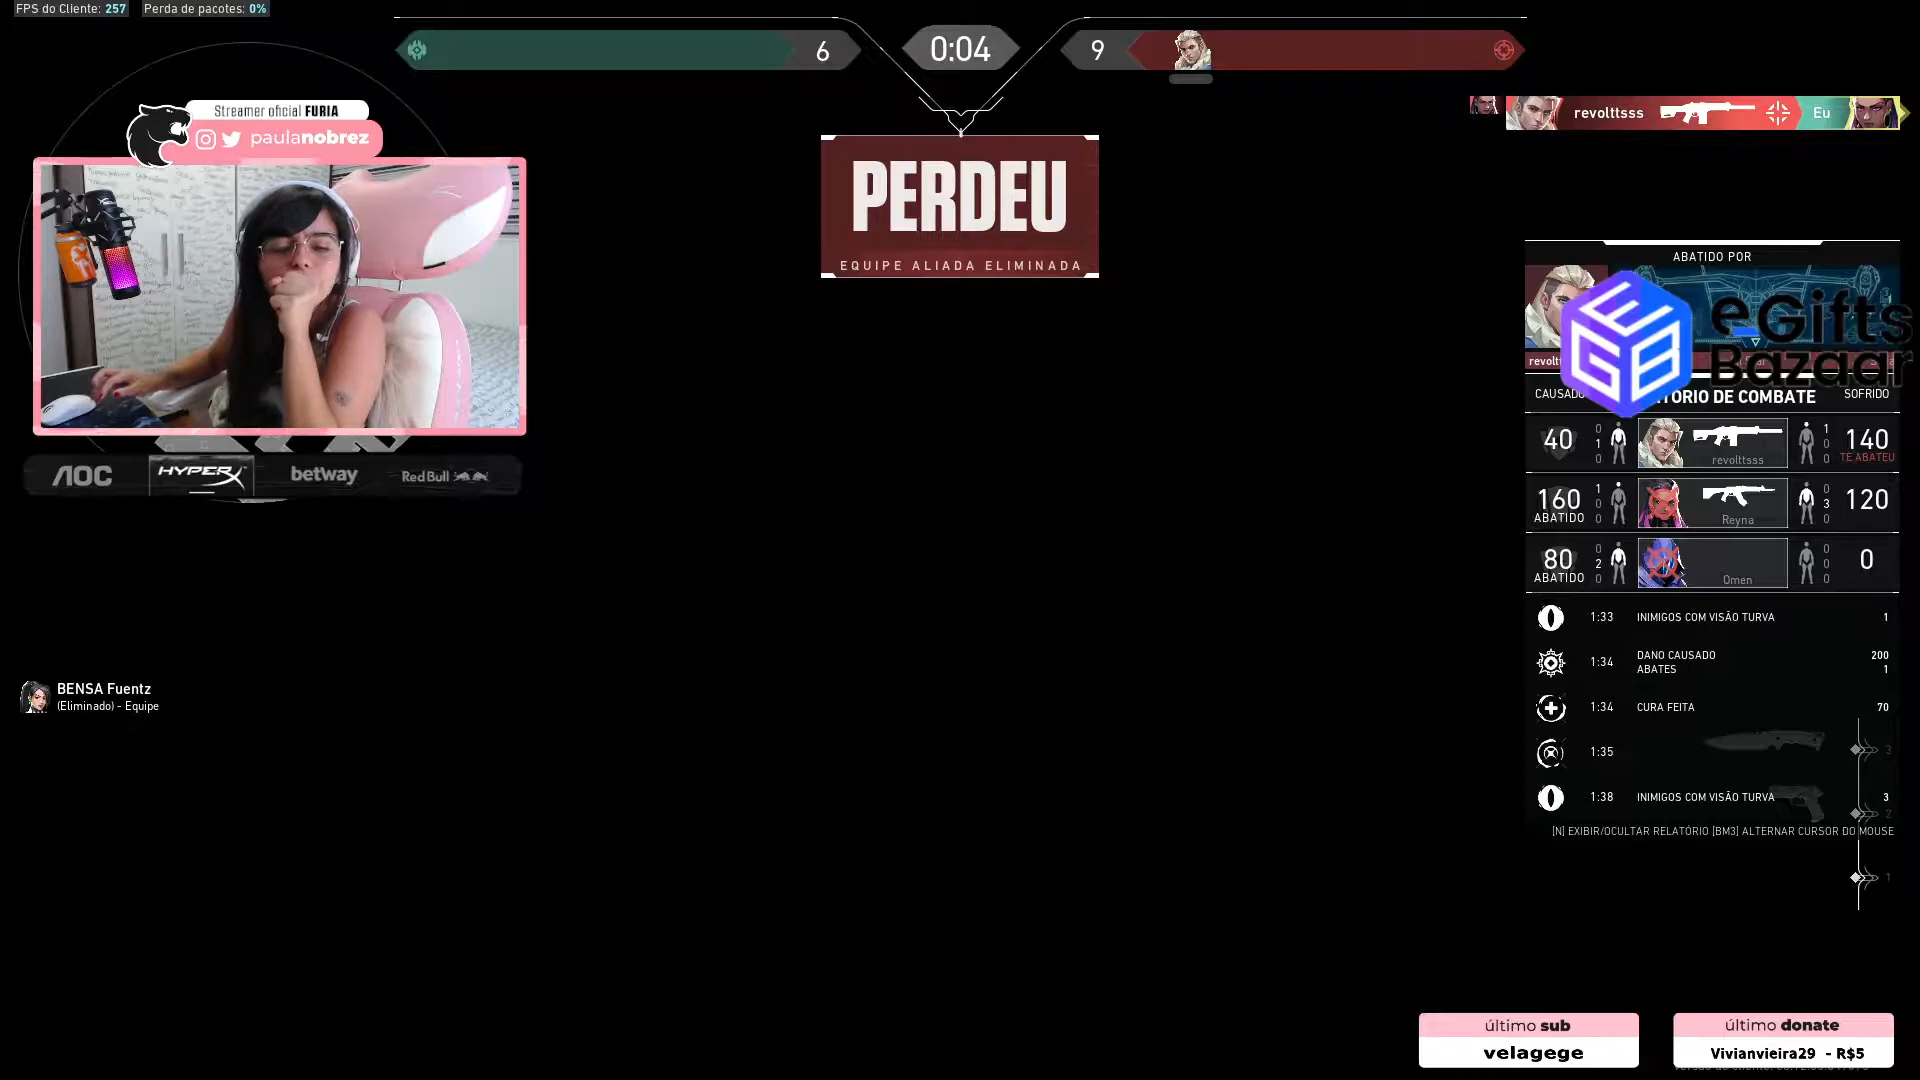 FPS do Cliente: 257
Perda de pacotes: 0%
6
0:04
9
Streamer oficial FURIA
paulanobrez
revolttsss
Eu
PERDEU
EQUIPE ALIADA ELIMINADA
ABATIDO POR
eGifts
Bazaar
CAUSADO
TÓRIO DE COMBATE
SOFRIDO
40
0
1
0
revolttsss
1
0
0
140
TE ABATEU
160
ABATIDO
1
0
0
Reyna
0
3
0
120
80
ABATIDO
0
2
0
Omen
0
0
0
0
AOC
HYPERX
betway
Red Bull
1:33 INIMIGOS COM VISÃO TURVA 1
1:34 DANO CAUSADO 200
ABATES 1
1:34 CURA FEITA 70
1:35
3
1:38 INIMIGOS COM VISÃO TURVA 3
2
[N] EXIBIR/OCULTAR RELATÓRIO [BM3] ALTERNAR CURSOR DO MOUSE
1
BENSA Fuentz
(Eliminado) - Equipe
último sub
velagege
último donate
Vivianvieira29 - R$5